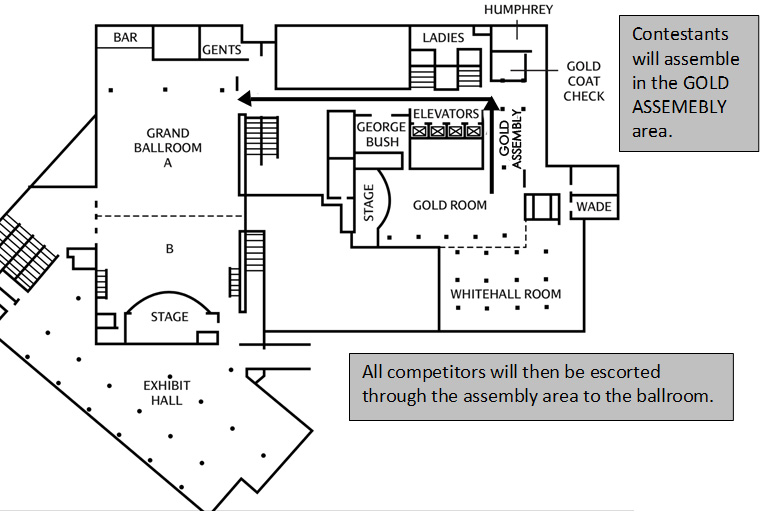 HUMPHREY
BAR
GENTS
LADIES
GOLD
COAT
CHECK
Contestants
will assemble
in the GOLD
ASSEMEBLY
area.
GRAND
BALLROOM
A
GEORGE
BUSH
ELEVATORS
GOLD
ASSEMBLY
STAGE
GOLD ROOM
WADE
B
WHITEHALL ROOM
STAGE
EXHIBIT
HALL
All competitors will then be escorted
through the assembly area to the ballroom.